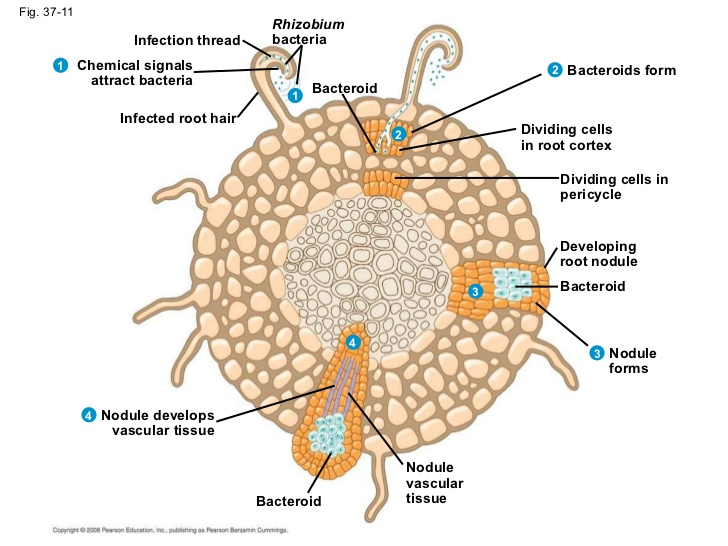 Fig. 37-11
Rhizobium
bacteria
Infection thread
1 Chemical signals
attract bacteria
1
Infected root hair
Bacteroid
2 Bacteroids form
2
Dividing cells
in root cortex
Dividing cells in
pericycle
Developing
root nodule
Bacteroid
3
3 Nodule
forms
4
4 Nodule develops
vascular tissue
Nodule
vascular
tissue
Bacteroid
Copyright © 2008 Pearson Education, Inc., publishing as Pearson Benjamin Cummings.